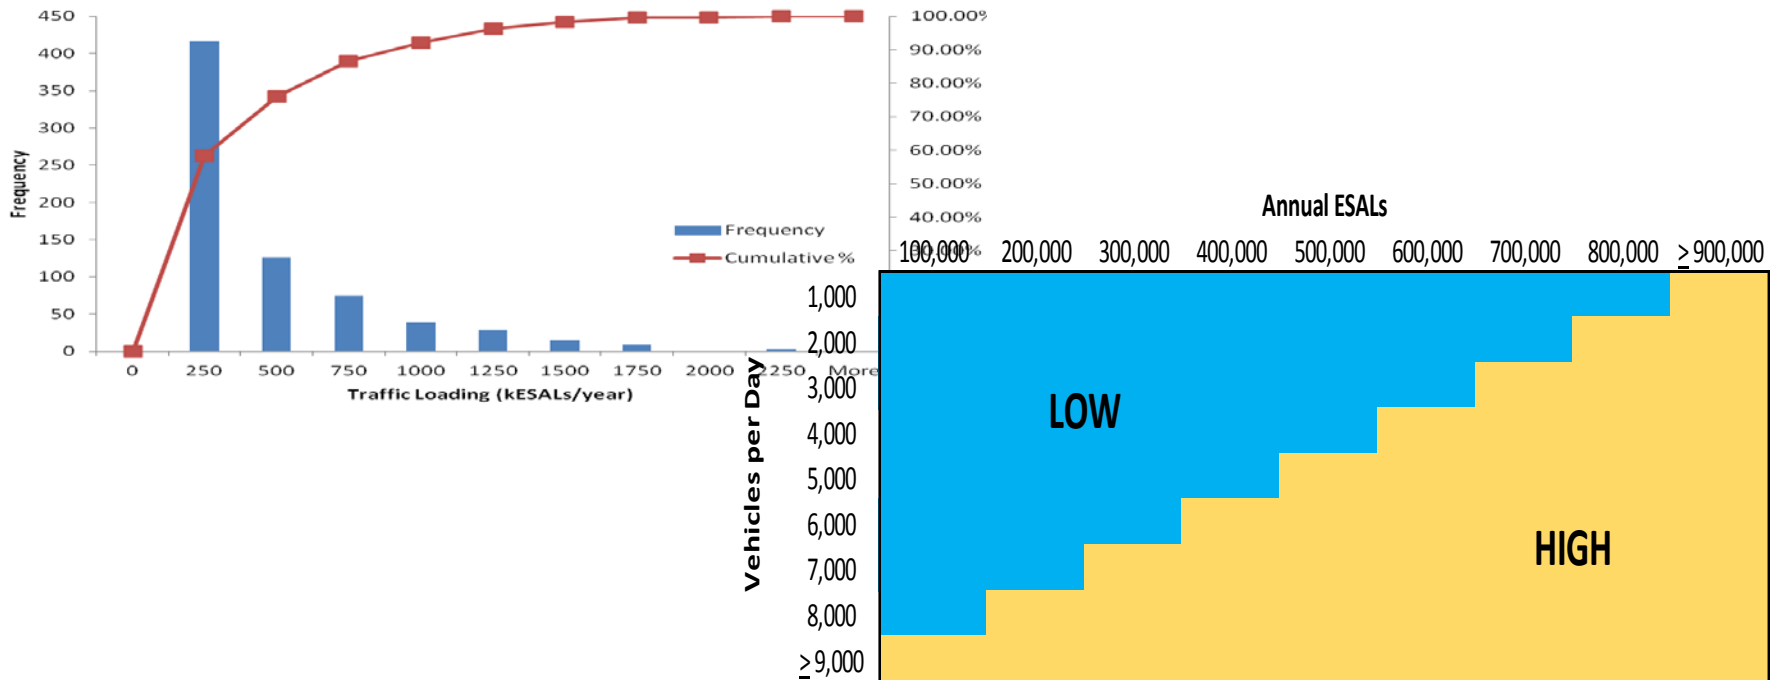 450
400
350
300
250
200
150
100
50
0
Frequency
100.00%
90.00%
80.00%
70.00%
60.00%
50.00%
40.00%
30.00%
Frequency
Cumulative %
0 250 500 750 1000 1250 1500 1750 2000 2250 More
Traffic Loading (kESALs/year)
Annual ESALs
100,000 200,000 300,000 400,000 500,000 600,000 700,000 800,000 ≥ 900,000
Vehicles per Day
1,000
2,000
3,000
4,000
5,000
6,000
7,000
8,000
≥ 9,000
LOW
HIGH